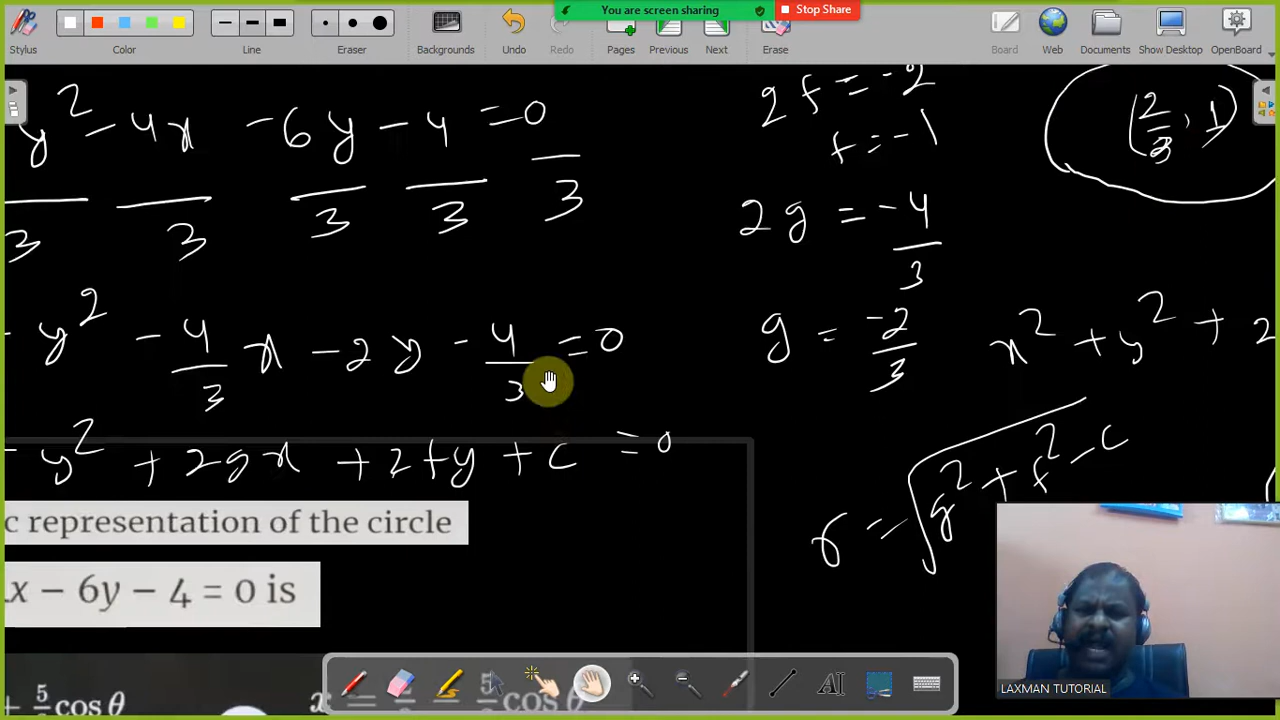 You are screen sharing
Stop Share
Stylus
Color
Line
Eraser
Backgrounds
Undo
Redo
Pages
Previous
Next
Erase
Board
Web
Documents
Show Desktop
OpenBoard
y² - 4x - 6y - 4 = 0
3 3 3 3 3
2f = -2
f = -1
(2/3, 1)
2g = -4/3
y² - 4/3 x - 2y - 4/3 = 0
g = -2/3
x² + y² + 2
y² + 2gx + 2fy + c = 0
r = √g² + f² - c
c representation of the circle
x − 6y − 4 = 0 is
+ 5 cos θ
x =
5 cos θ
LAXMAN TUTORIAL